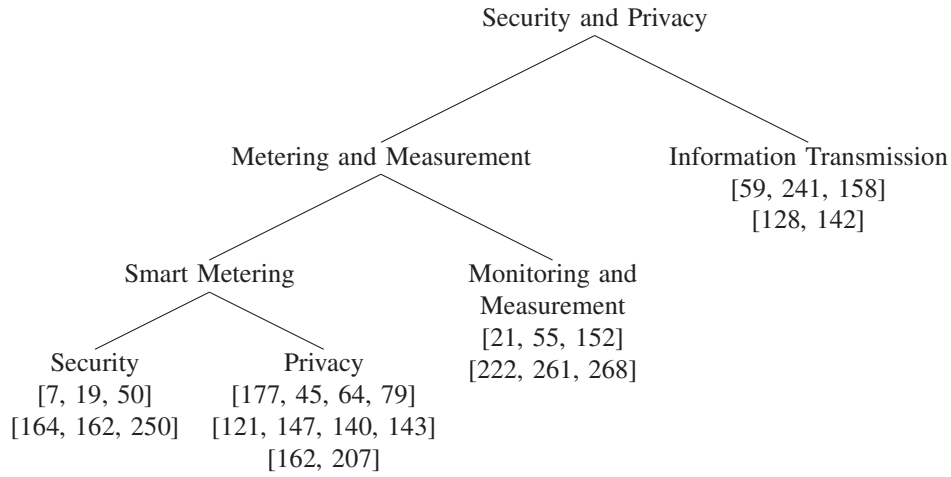 Security and Privacy
Metering and Measurement
Information Transmission
[59, 241, 158]
[128, 142]
Smart Metering
Monitoring and
Measurement
[21, 55, 152]
[222, 261, 268]
Security
[7, 19, 50]
[164, 162, 250]
Privacy
[177, 45, 64, 79]
[121, 147, 140, 143]
[162, 207]